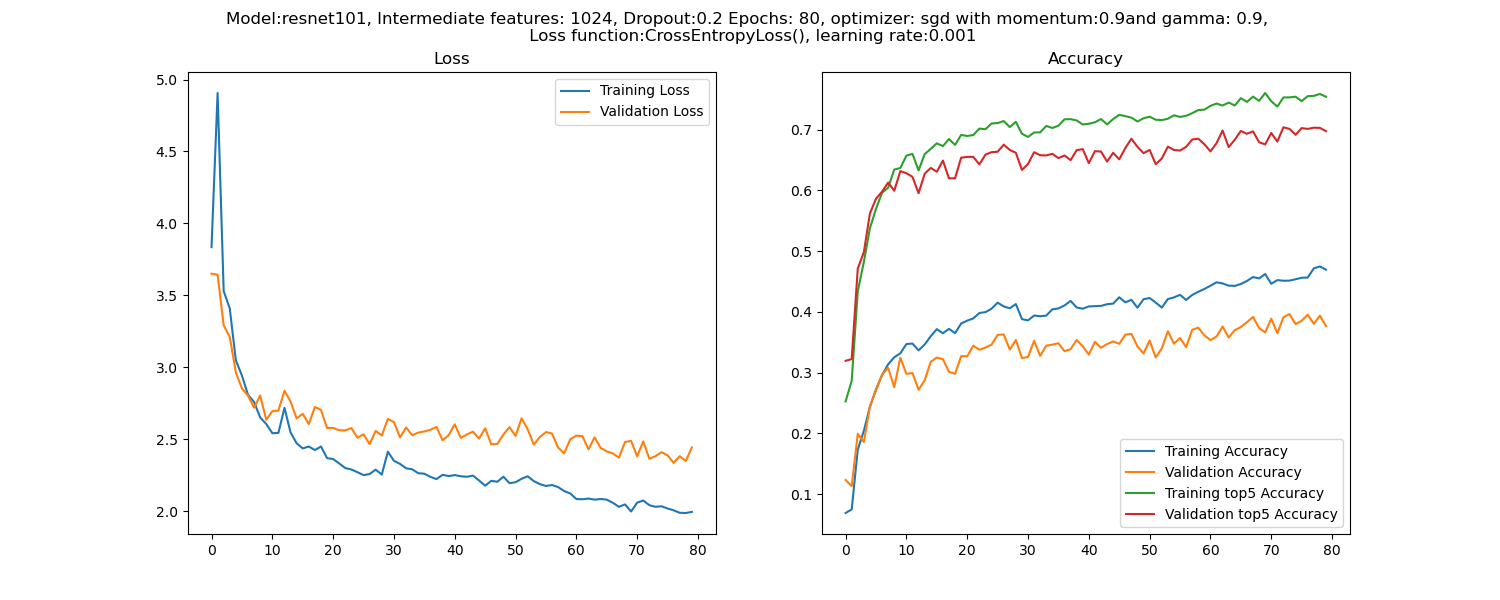 Model:resnet101, Intermediate features: 1024, Dropout:0.2 Epochs: 80, optimizer: sgd with momentum:0.9and gamma: 0.9,
Loss function:CrossEntropyLoss(), learning rate:0.001
Loss
Training Loss
Validation Loss
5.0
4.5
4.0
3.5
3.0
2.5
2.0
0 10 20 30 40 50 60 70 80
Accuracy
0.7
0.6
0.5
0.4
0.3
0.2
0.1
Training Accuracy
Validation Accuracy
Training top5 Accuracy
Validation top5 Accuracy
0 10 20 30 40 50 60 70 80